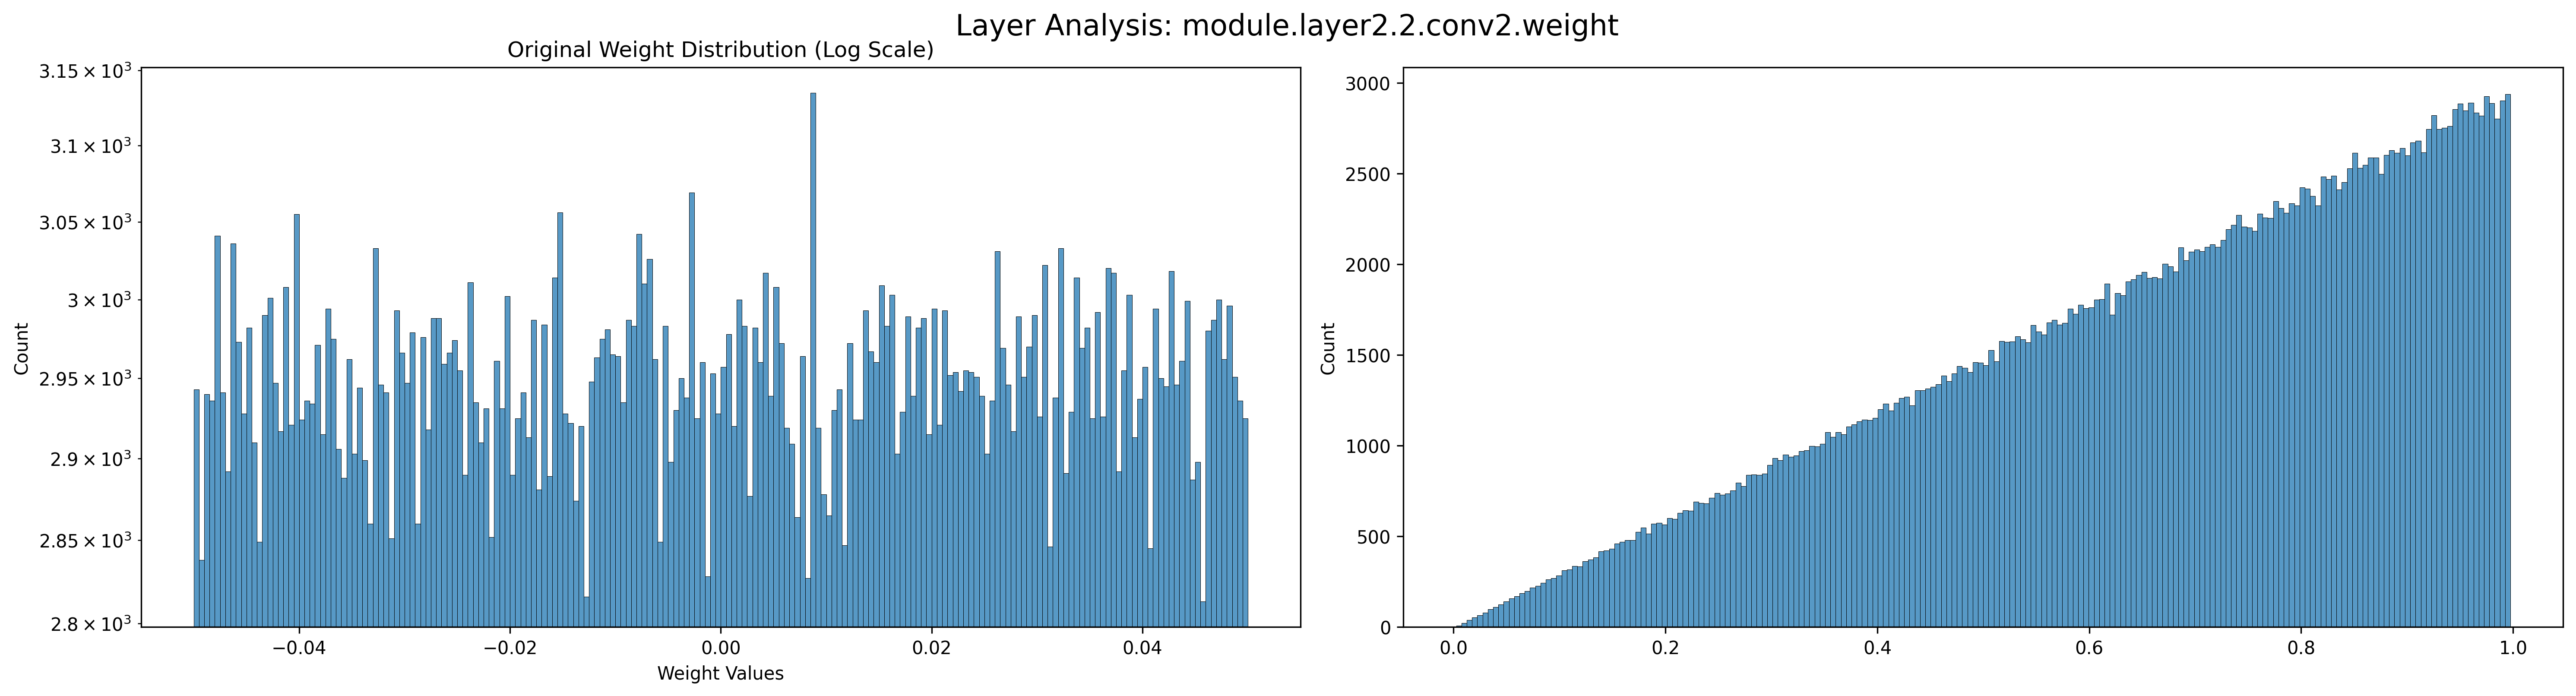 Layer Analysis: module.layer2.2.conv2.weight
Original Weight Distribution (Log Scale)
3.15 × 10³
3.1 × 10³
3.05 × 10³
3 × 10³
2.95 × 10³
2.9 × 10³
2.85 × 10³
2.8 × 10³
Count
−0.04
−0.02
0.00
0.02
0.04
Weight Values
3000
2500
2000
1500
1000
500
0
Count
0.0
0.2
0.4
0.6
0.8
1.0